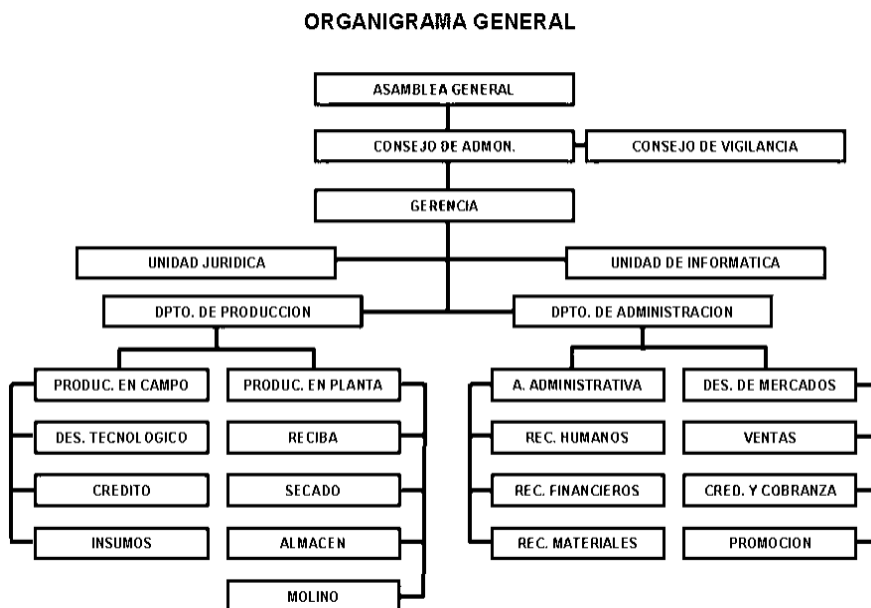 ORGANIGRAMA GENERAL
ASAMBLEA GENERAL
CONSEJO DE ADMON.
CONSEJO DE VIGILANCIA
GERENCIA
UNIDAD JURIDICA
UNIDAD DE INFORMATICA
DPTO. DE PRODUCCION
DPTO. DE ADMINISTRACION
PRODUC. EN CAMPO
PRODUC. EN PLANTA
A. ADMINISTRATIVA
DES. DE MERCADOS
DES. TECNOLOGICO
RECIBA
REC. HUMANOS
VENTAS
CREDITO
SECADO
REC. FINANCIEROS
CRED. Y COBRANZA
INSUMOS
ALMACEN
REC. MATERIALES
PROMOCION
MOLINO